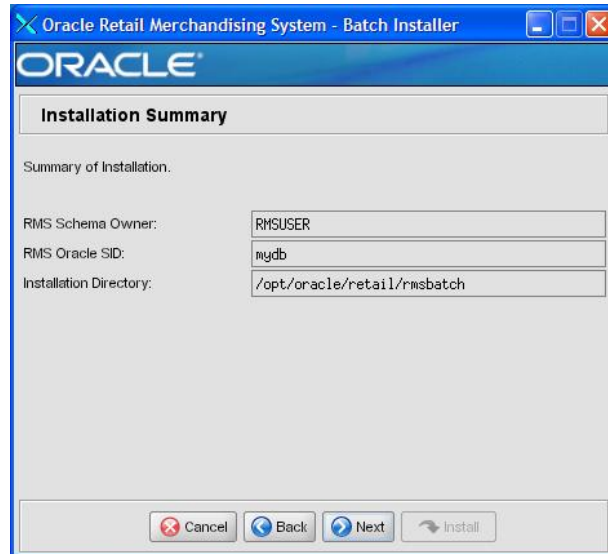 Oracle Retail Merchandising System - Batch Installer
ORACLE®
Installation Summary
Summary of Installation.
RMS Schema Owner: RMSUSER
RMS Oracle SID: mydb
Installation Directory: /opt/oracle/retail/rmsbatch
Cancel Back Next Install